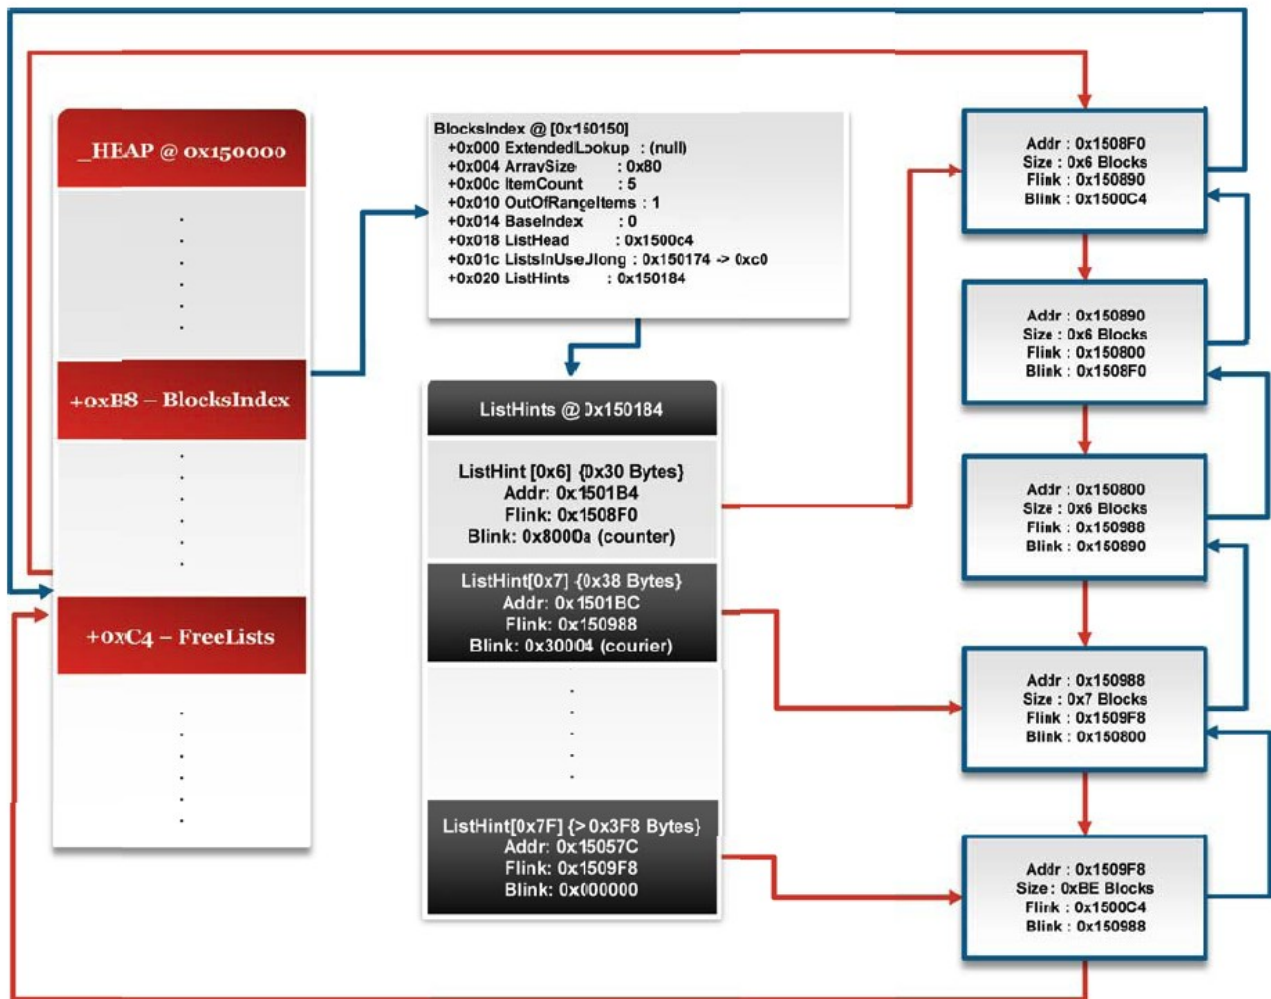 _HEAP @ 0x150000
+0xB8 – BlocksIndex
+0xC4 – FreeLists
BlocksIndex @ [0x150150]
+0x000 ExtendedLookup : (null)
+0x004 ArraySize : 0x80
+0x00c ItemCount : 5
+0x010 OutOfRangeItems : 1
+0x014 BaseIndex : 0
+0x018 ListHead : 0x1500c4
+0x01c ListsInUseUlong : 0x150174 -> 0xc0
+0x020 ListHints : 0x150184
ListHints @ 0x150184
ListHint [0x6] {0x30 Bytes}
Addr: 0x1501B4
Flink: 0x1508F0
Blink: 0x8000a (counter)
ListHint[0x7] {0x38 Bytes}
Addr: 0x1501BC
Flink: 0x150988
Blink: 0x30004 (courier)
ListHint[0x7F] {> 0x3F8 Bytes}
Addr: 0x15057C
Flink: 0x1509F8
Blink: 0x000000
Addr : 0x1508F0
Size : 0x6 Blocks
Flink : 0x150890
Blink : 0x1500C4
Addr : 0x150890
Size : 0x6 Blocks
Flink : 0x150800
Blink : 0x1508F0
Addr : 0x150800
Size : 0x6 Blocks
Flink : 0x150988
Blink : 0x150890
Addr : 0x150988
Size : 0x7 Blocks
Flink : 0x1509F8
Blink : 0x150800
Addr : 0x1509F8
Size : 0xBE Blocks
Flink : 0x1500C4
Blink : 0x150988